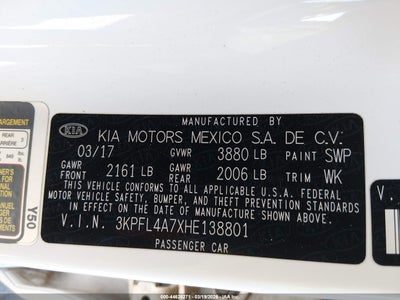 MANUFACTURED BY
KIA KIA MOTORS MEXICO S.A. DE C.V.
03/17 GVWR 3880 LB PAINT SWP
GAWR FRONT 2161 LB GAWR REAR 2006 LB TRIM WK
THIS VEHICLE CONFORMS TO ALL APPLICABLE U.S.A. FEDERAL
MOTOR VEHICLE SAFETY, BUMPER, AND THEFT PREVENTION STANDARDS
IN EFFECT ON THE DATE OF MANUFACTURE SHOWN ABOVE.
V.I.N. 3KPFL4A7XHE138801
PASSENGER CAR
Y50
REAR